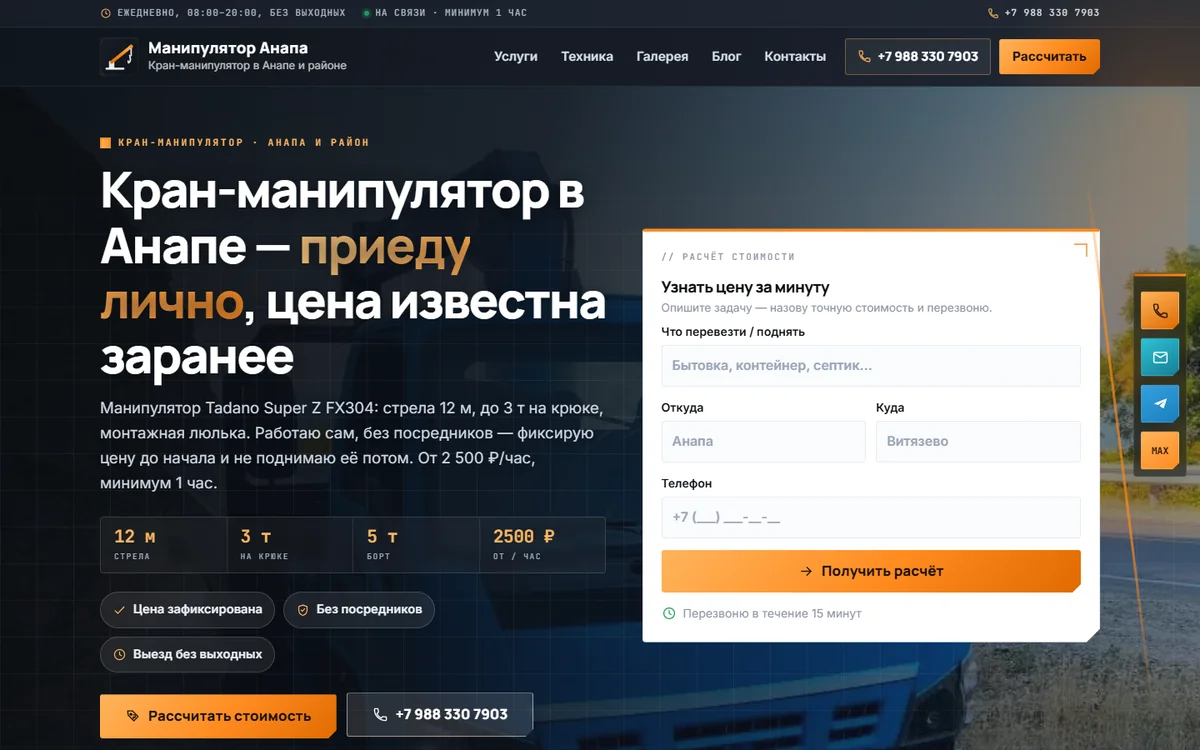 ЕЖЕДНЕВНО, 08:00–20:00, БЕЗ ВЫХОДНЫХ
НА СВЯЗИ · МИНИМУМ 1 ЧАС
+7 988 330 7903
Манипулятор Анапа
Кран-манипулятор в Анапе и районе
Услуги
Техника
Галерея
Блог
Контакты
+7 988 330 7903
Рассчитать
КРАН-МАНИПУЛЯТОР · АНАПА И РАЙОН
Кран-манипулятор в
Анапе — приеду
лично, цена известна
заранее
Манипулятор Tadano Super Z FX304: стрела 12 м, до 3 т на крюке,
монтажная люлька. Работаю сам, без посредников — фиксирую
цену до начала и не поднимаю её потом. От 2 500 ₽/час,
минимум 1 час.
12 м
СТРЕЛА
3 т
НА КРЮКЕ
5 т
БОРТ
2500 ₽
ОТ / ЧАС
Цена зафиксирована
Без посредников
Выезд без выходных
Рассчитать стоимость
+7 988 330 7903
// РАСЧЁТ СТОИМОСТИ
Узнать цену за минуту
Опишите задачу — назову точную стоимость и перезвоню.
Что перевезти / поднять
Бытовка, контейнер, септик...
Откуда
Куда
Анапа
Витязево
Телефон
+7 (___) ___-__-__
Получить расчёт
Перезвоню в течение 15 минут
MAX